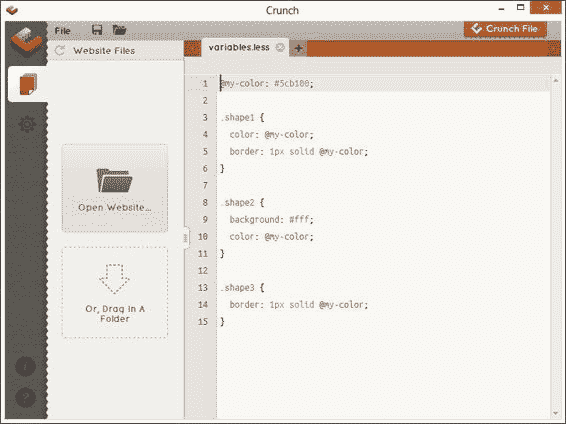 Crunch
File
Crunch File
Website Files
variables.less
Open Website...
Or, Drag in A
Folder
1 @my-color: #5cb100;
2
3 .shape1 {
4 color: @my-color;
5 border: 1px solid @my-color;
6 }
7
8 .shape2 {
9 background: #fff;
10 color: @my-color;
11 }
12
13 .shape3 {
14 border: 1px solid @my-color;
15 }